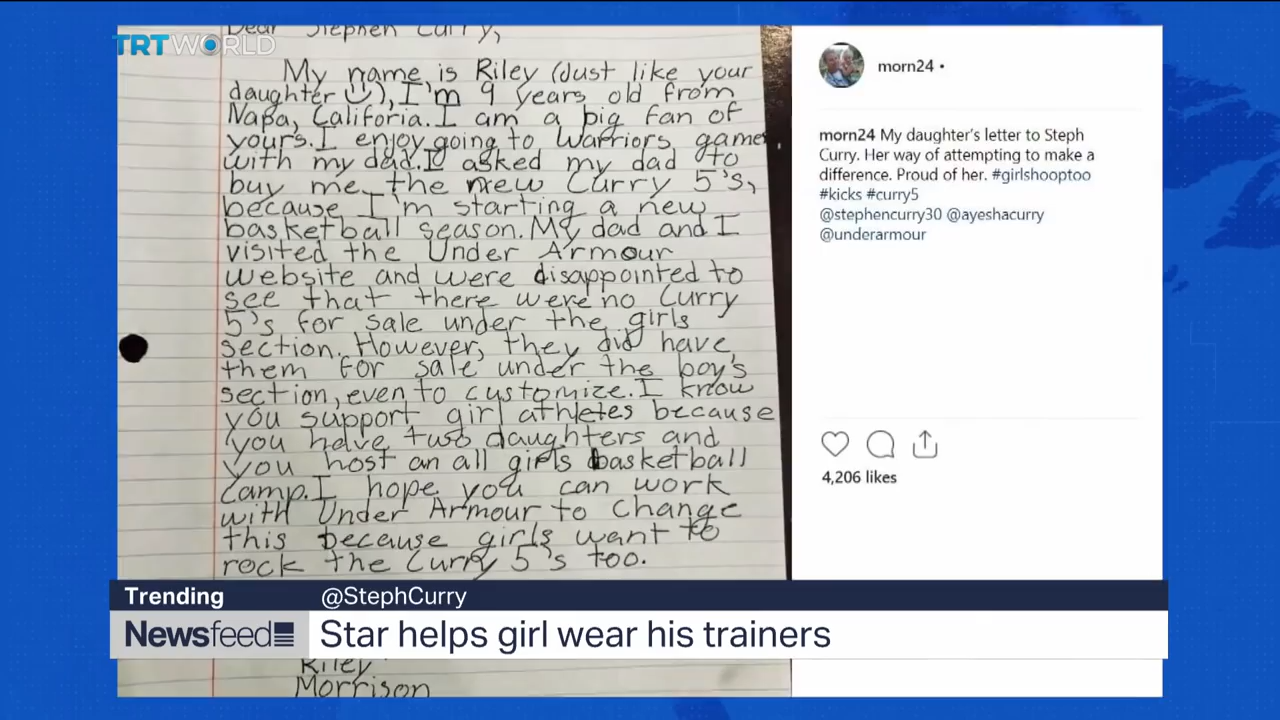 TRT WORLD
Dear Stephen Curry,
My name is Riley (Just like your
daughter), I'm 9 years old from
Napa, Califoria. I am a big fan of
yours. I enjoy going to Warriors games
with my dad. I asked my dad to
buy me the new Curry 5's,
because I'm starting a new
basketball season. My dad and I
visited the Under Armour
website and were disappointed to
see that there were no Curry
5's for sale under the girls
section. However, they did have
them for sale under the boy's
section, even to customize. I know
you support girl athletes because
you have two daughters and
you host an all girls basketball
camp. I hope you can work
with Under Armour to change
this because girls want to
rock the Curry 5's too.
Riley
Morrison
morn24 •
morn24 My daughter's letter to Steph
Curry. Her way of attempting to make a
difference. Proud of her. #girlshooptoo
#kicks #curry5
@stephencurry30 @ayeshacurry
@underarmour
4,206 likes
Trending @StephCurry
Newsfeed Star helps girl wear his trainers